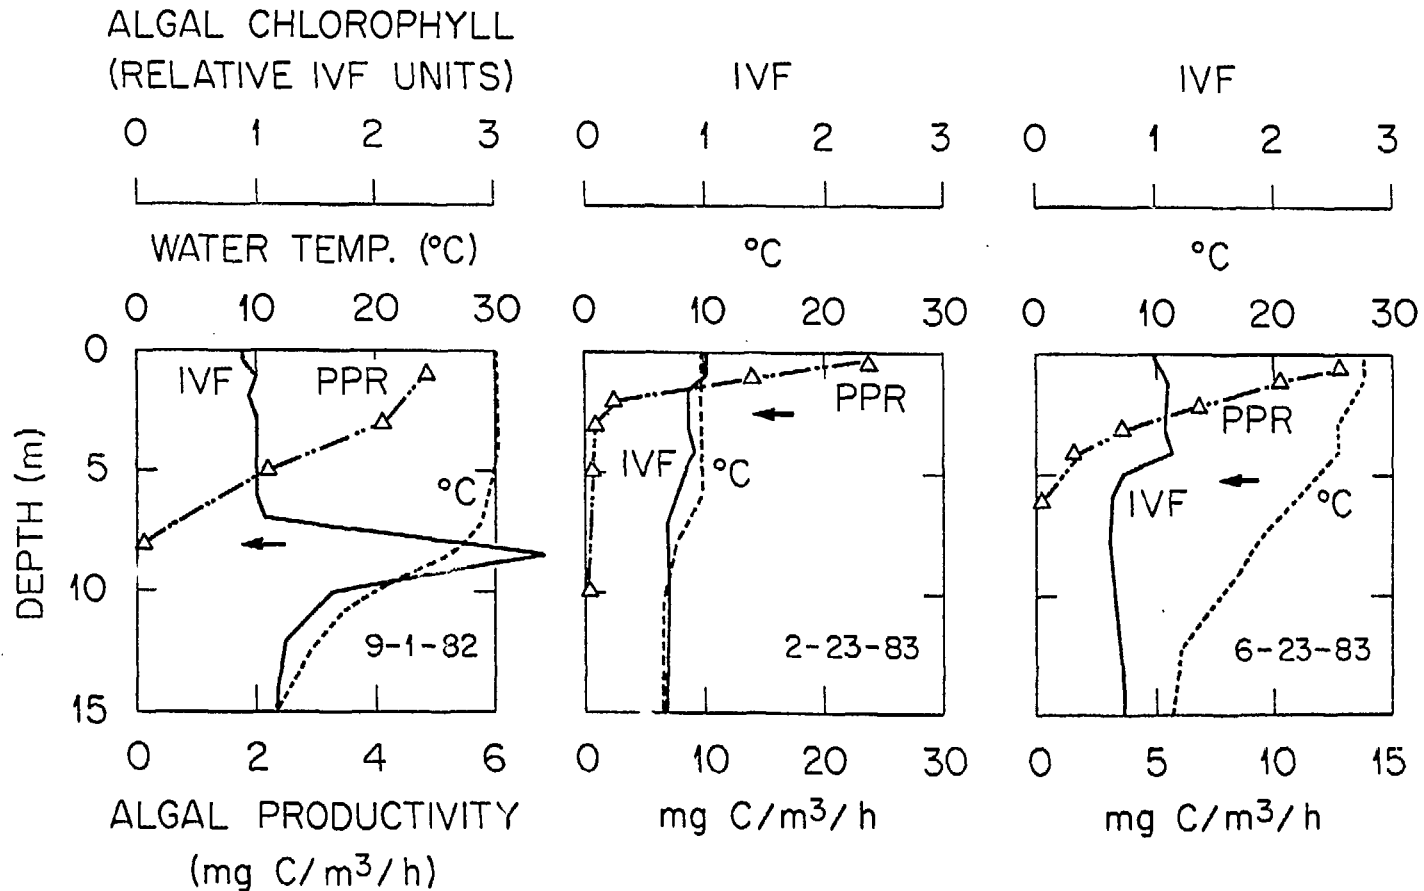 ALGAL CHLOROPHYLL
(RELATIVE IVF UNITS)
IVF
IVF
0 1 2 3
0 1 2 3
0 1 2 3
WATER TEMP. (°C)
°C
°C
0 10 20 30
0 10 20 30
0 10 20 30
DEPTH (m)
0
5
10
15
IVF
PPR
°C
9-1-82
PPR
IVF
°C
2-23-83
PPR
IVF
°C
6-23-83
0 2 4 6
0 10 20 30
0 5 10 15
ALGAL PRODUCTIVITY
(mg C/m³/h)
mg C/m³/h
mg C/m³/h